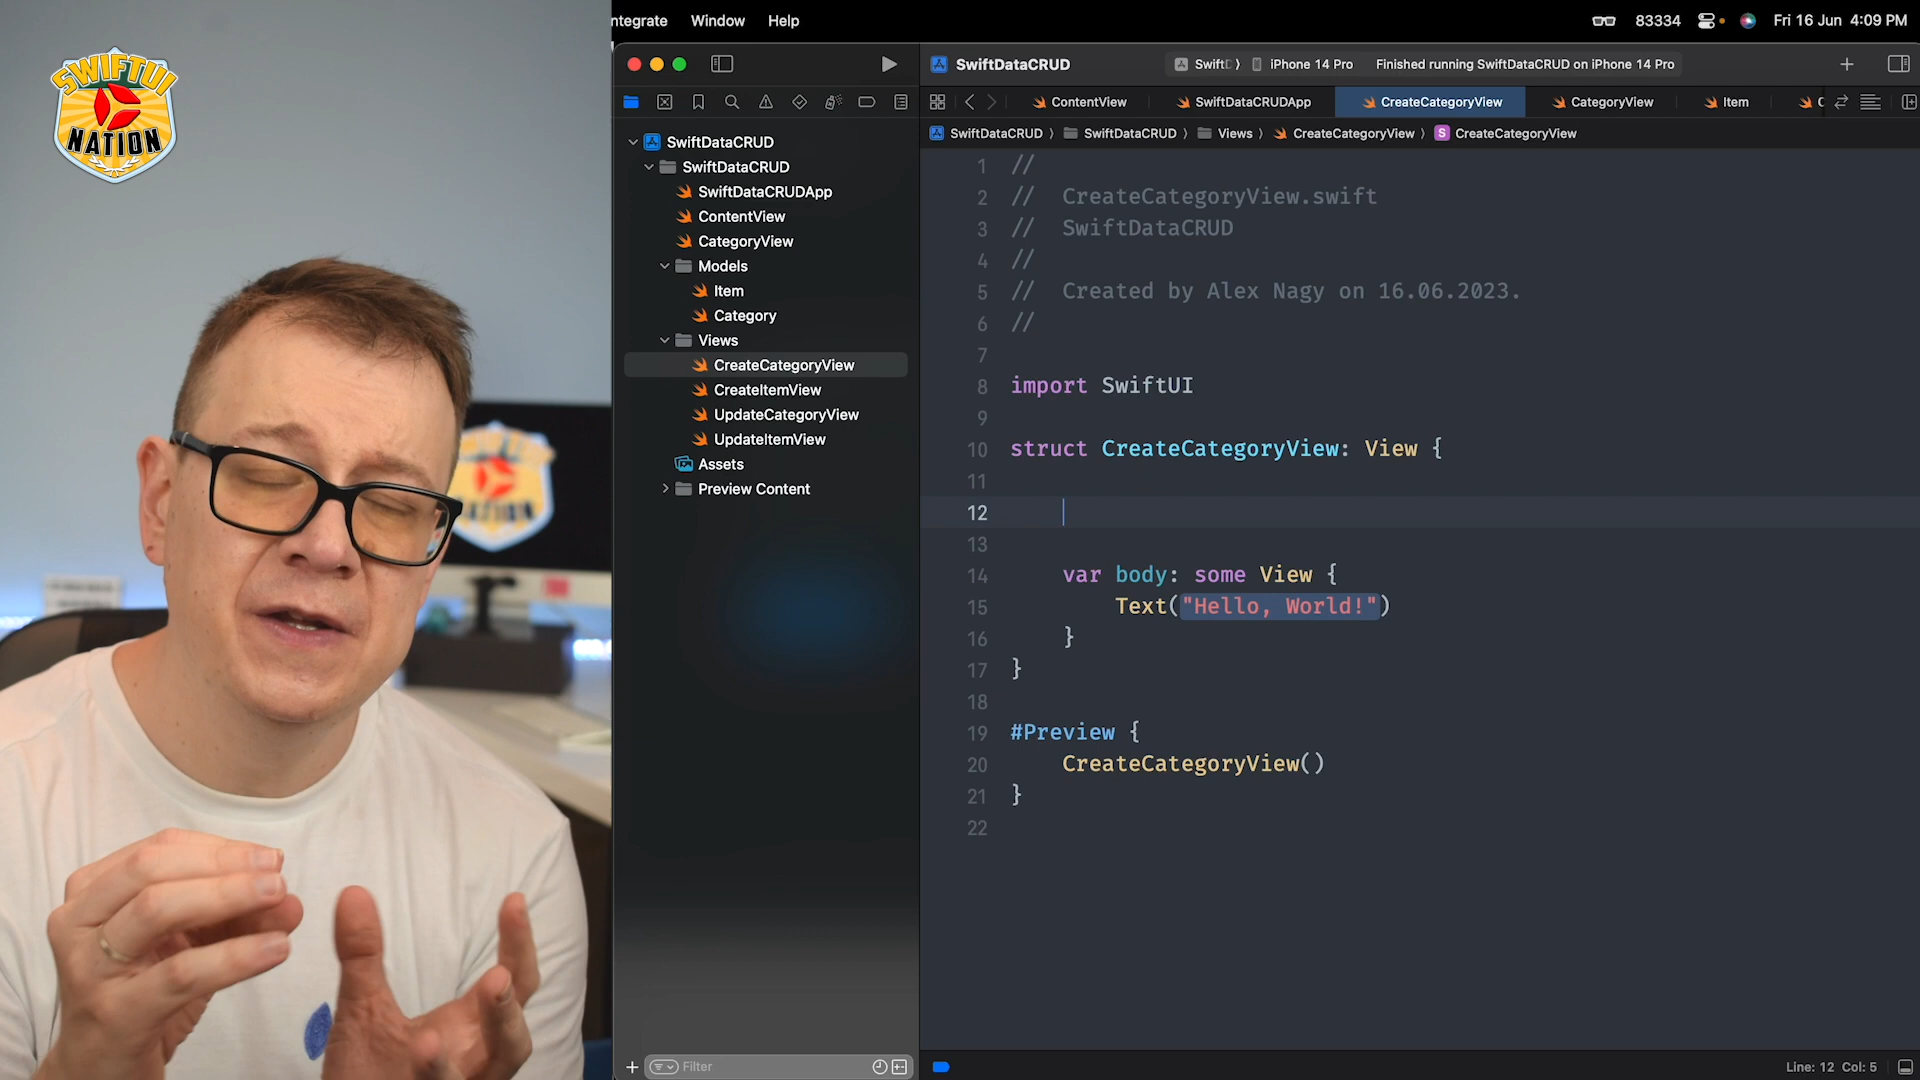 SWIFTUI
NATION
NATION
ntegrate Window Help
83334 Fri 16 Jun 4:09 PM
SwiftDataCRUD SwiftD iPhone 14 Pro Finished running SwiftDataCRUD on iPhone 14 Pro
ContentView SwiftDataCRUDApp CreateCategoryView CategoryView Item C
SwiftDataCRUD SwiftDataCRUD Views CreateCategoryView S CreateCategoryView
SwiftDataCRUD
SwiftDataCRUD
SwiftDataCRUDApp
ContentView
CategoryView
Models
Item
Category
Views
CreateCategoryView
CreateItemView
UpdateCategoryView
UpdateItemView
Assets
Preview Content
Filter
1 //
2 // CreateCategoryView.swift
3 // SwiftDataCRUD
4 //
5 // Created by Alex Nagy on 16.06.2023.
6 //
7
8 import SwiftUI
9
10 struct CreateCategoryView: View {
11
12
13
14 var body: some View {
15 Text("Hello, World!")
16 }
17 }
18
19 #Preview {
20 CreateCategoryView()
21 }
22
Line: 12 Col: 5